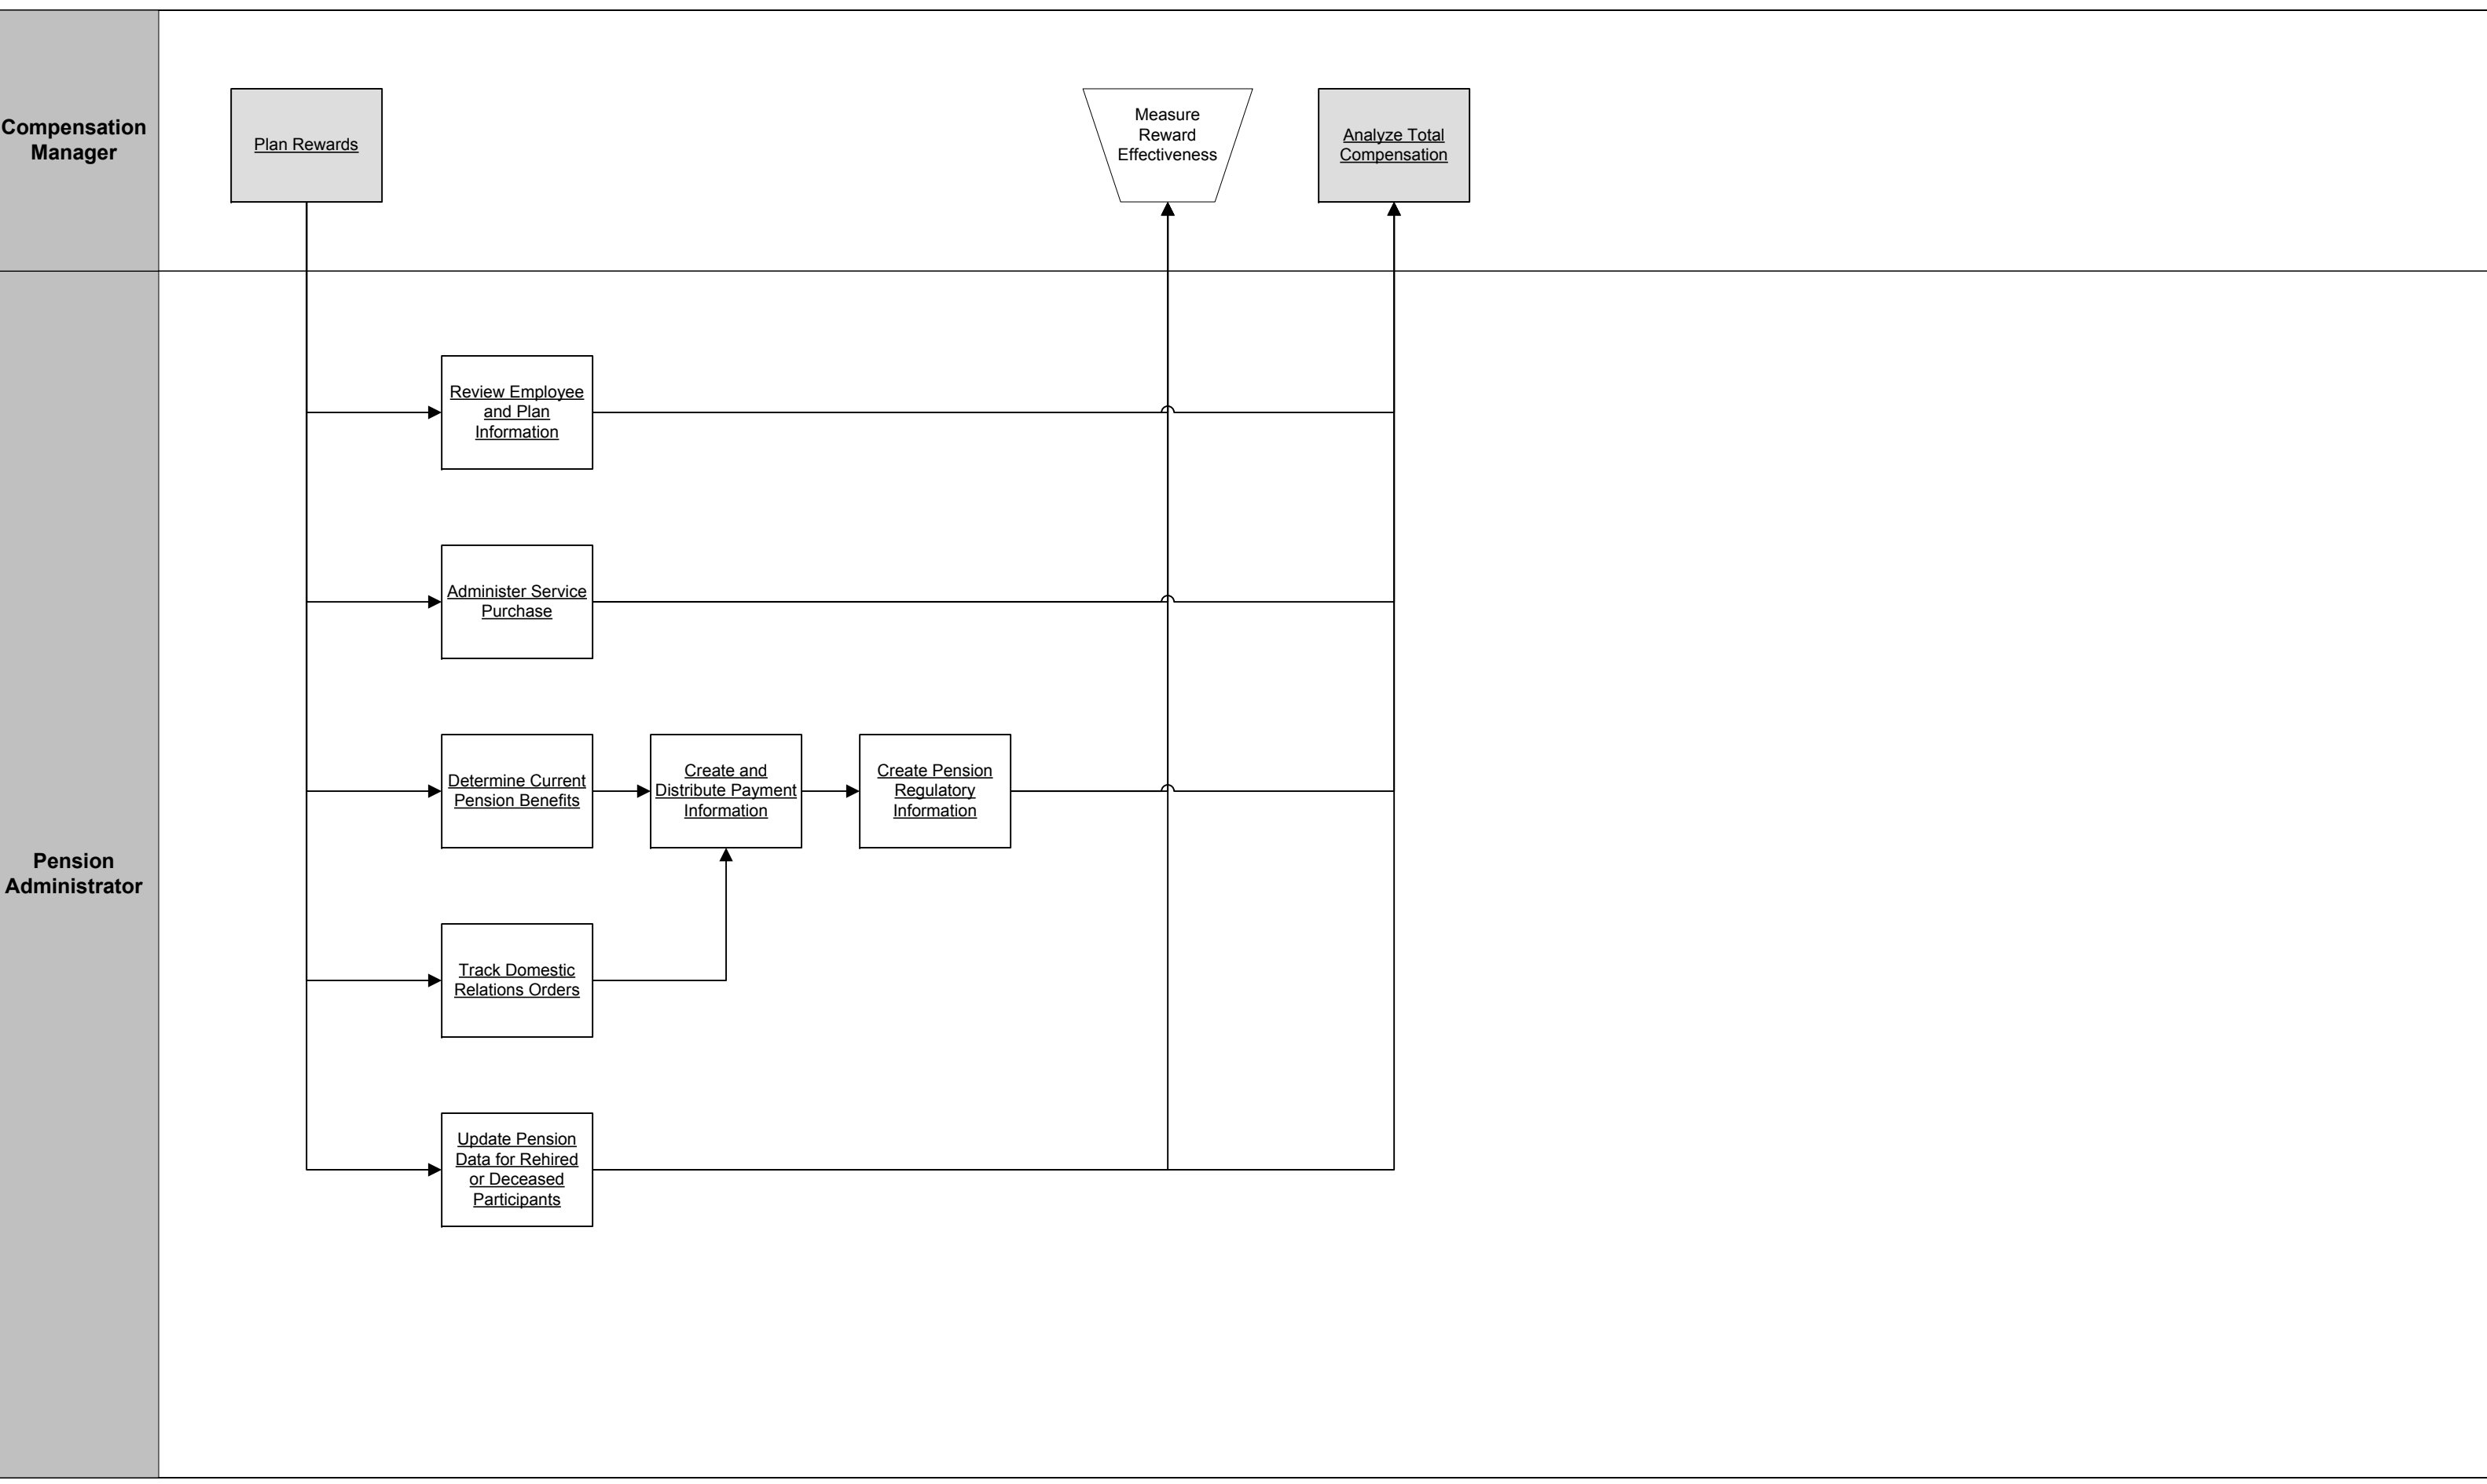 Compensation
Manager
Plan Rewards
Measure
Reward
Effectiveness
Analyze Total
Compensation
Pension
Administrator
Review Employee
and Plan
Information
Administer Service
Purchase
Determine Current
Pension Benefits
Create and
Distribute Payment
Information
Create Pension
Regulatory
Information
Track Domestic
Relations Orders
Update Pension
Data for Rehired
or Deceased
Participants